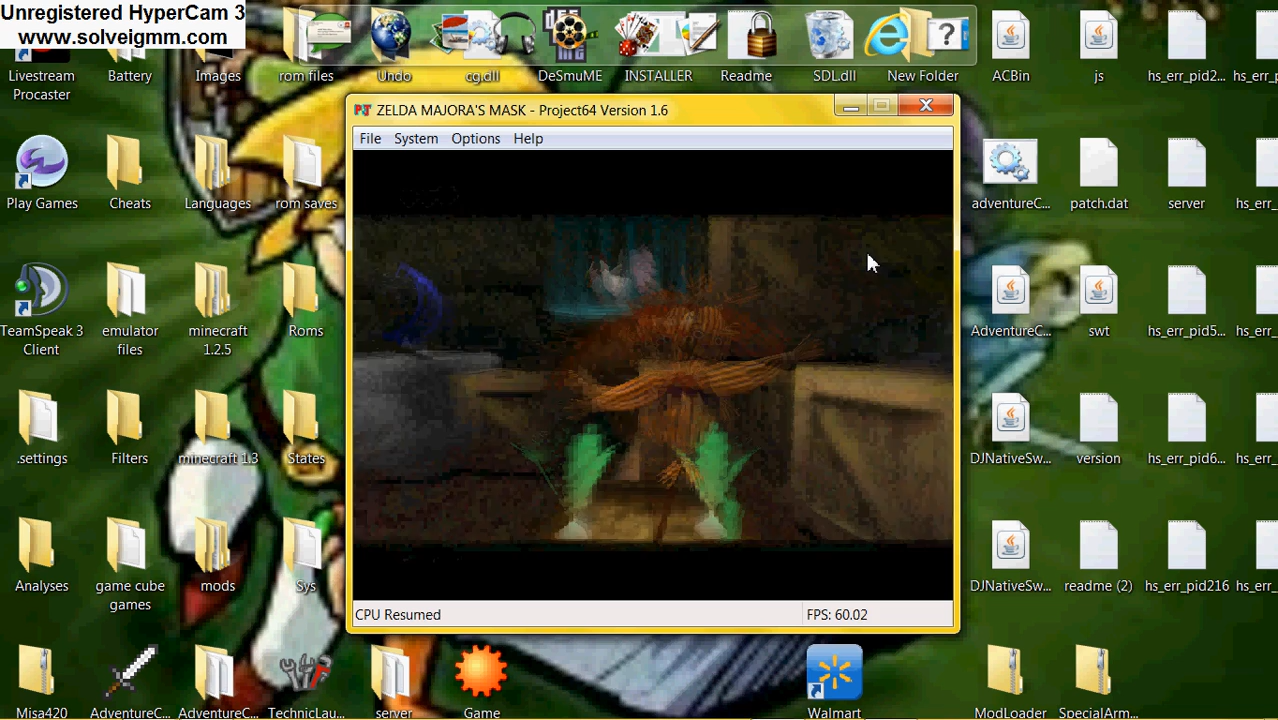 Unregistered HyperCam 3
www.solveigmm.com
Livestream Procaster
Battery
Images
rom files
Undo
cg.dll
DeSmuME
INSTALLER
Readme
SDL.dll
New Folder
ACBin
js
hs_err_pid2...
hs_err_p
ZELDA MAJORA'S MASK - Project64 Version 1.6
File System Options Help
Play Games
Cheats
Languages
rom saves
adventureC...
patch.dat
server
hs_err_
TeamSpeak 3 Client
emulator files
minecraft 1.2.5
Roms
AdventureC...
swt
hs_err_pid5...
hs_err_
.settings
Filters
minecraft 1.3
States
DJNativeSw...
version
hs_err_pid6...
hs_err_
Analyses
game cube games
mods
Sys
DJNativeSw...
readme (2)
hs_err_pid216
hs_err_
CPU Resumed
FPS: 60.02
Misa420
AdventureC...
AdventureC...
TechnicLau...
server
Game
Walmart
ModLoader
SpecialArm...